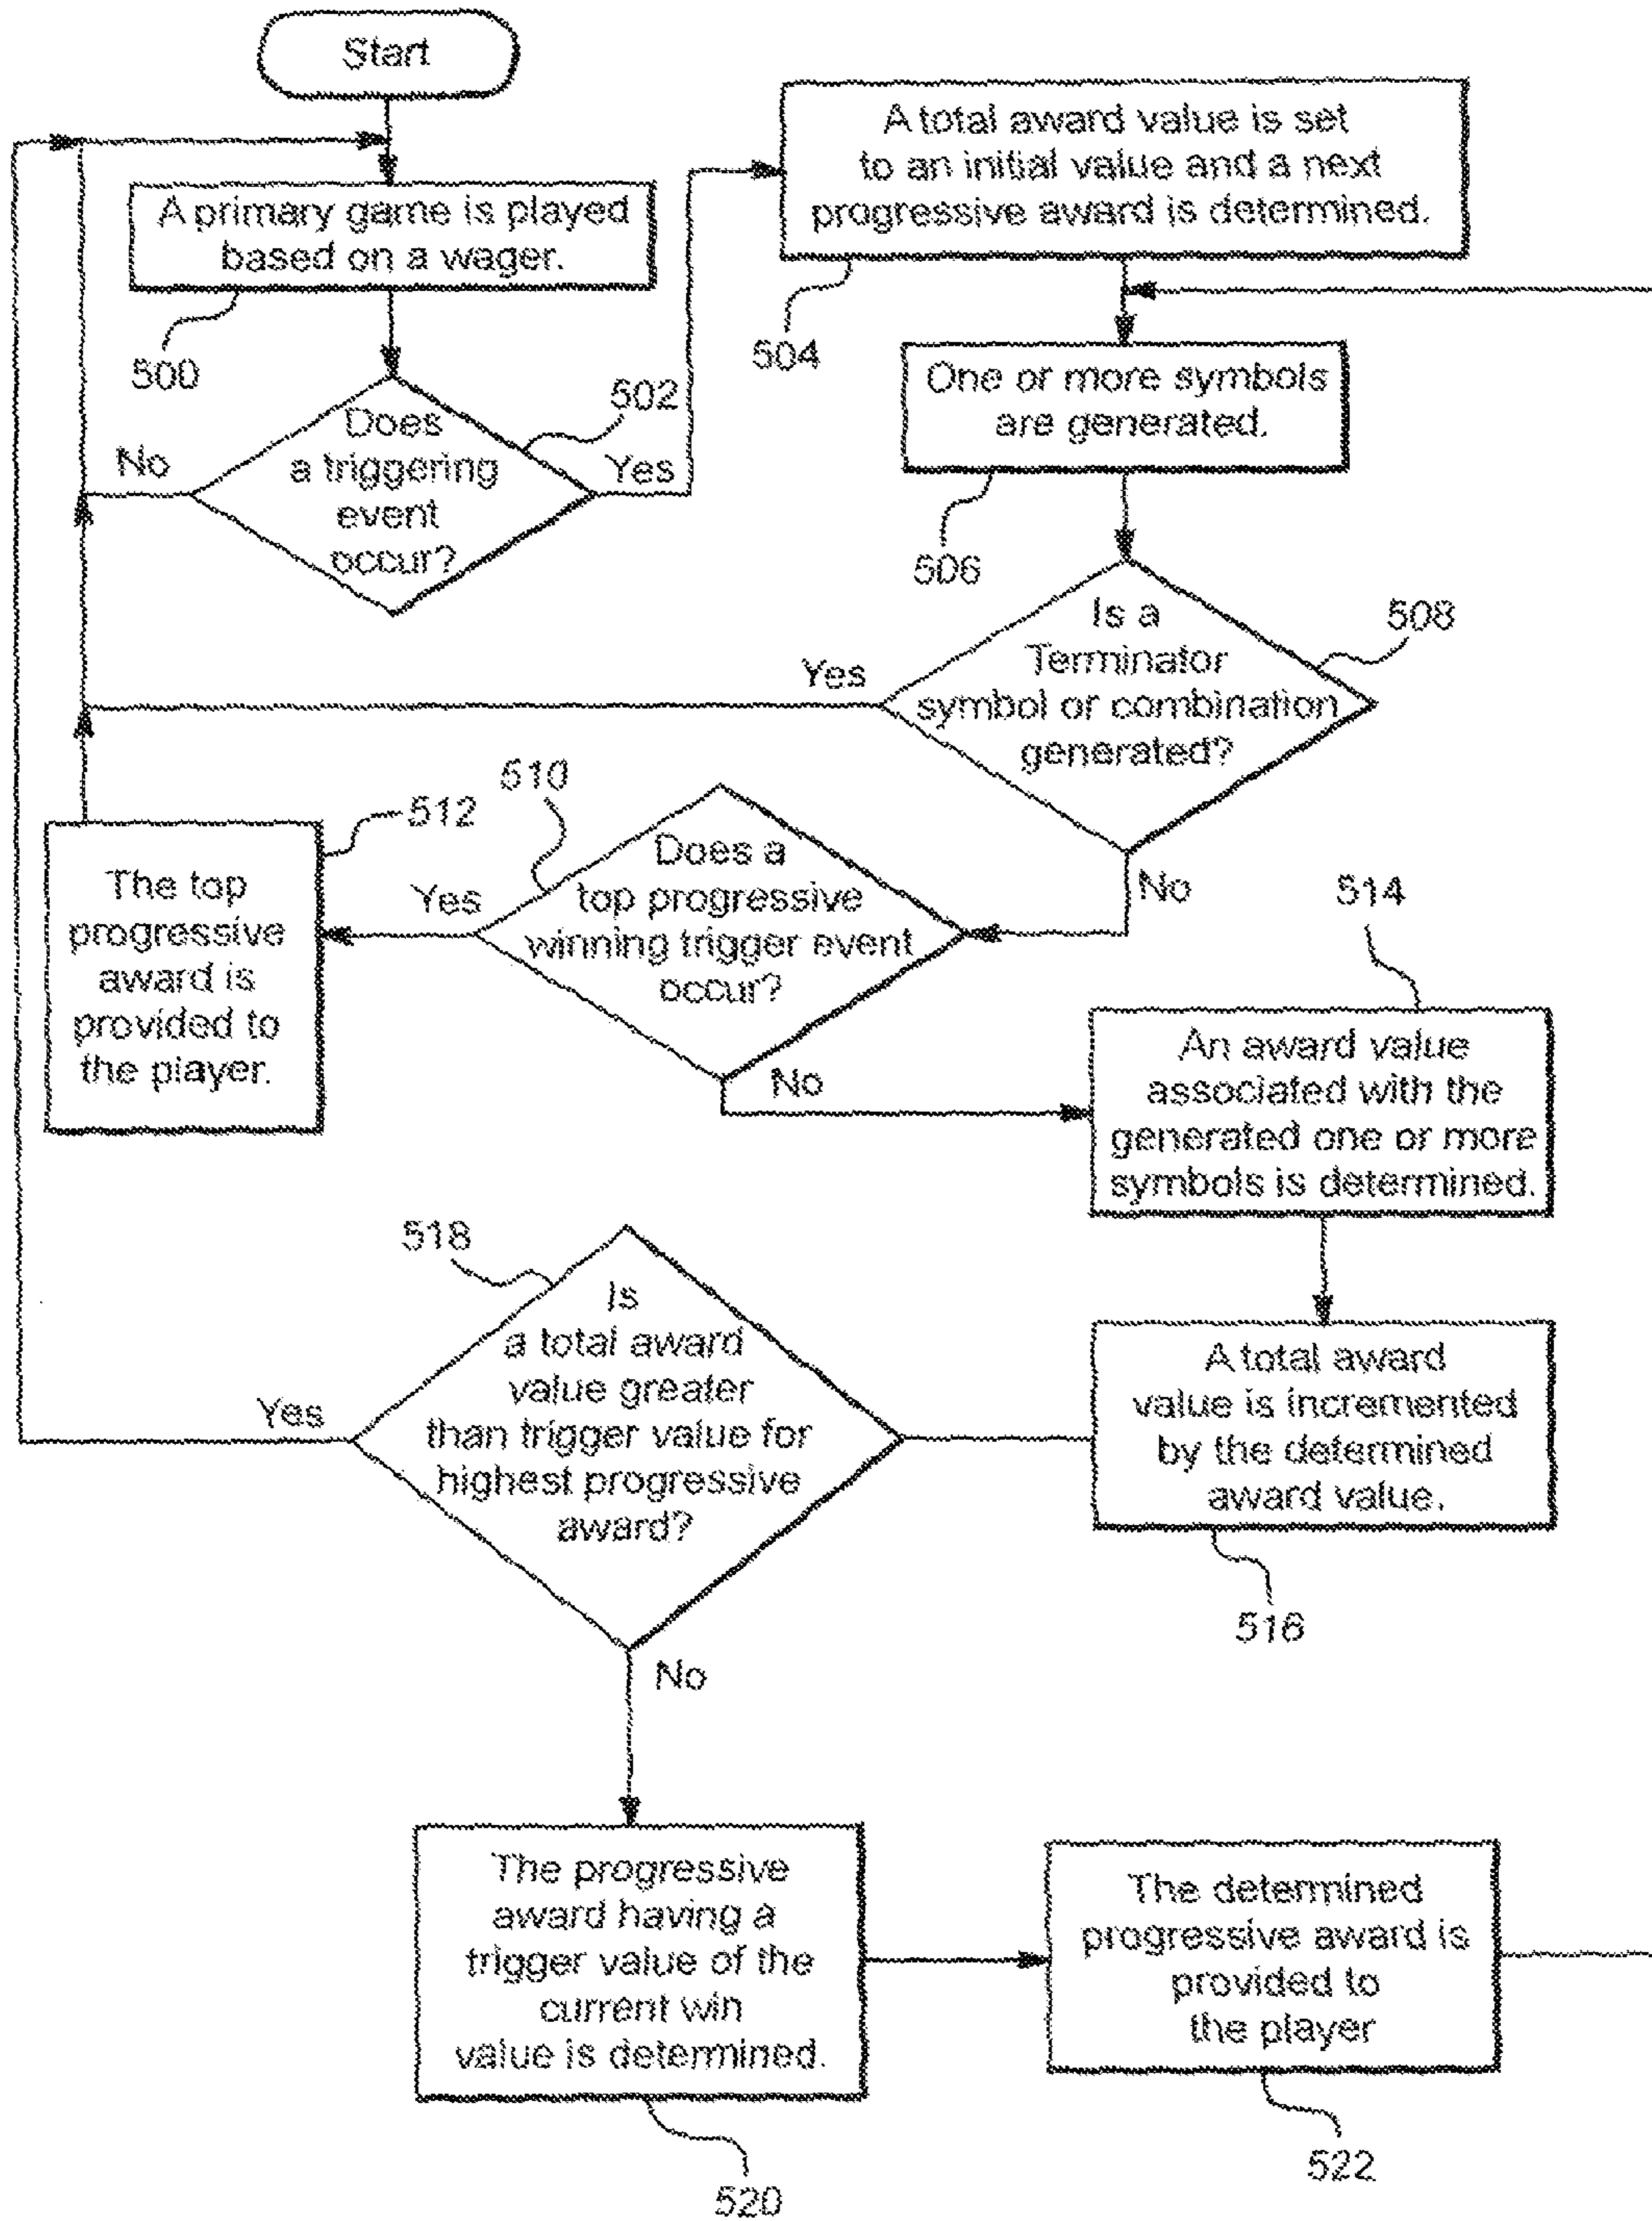 Start
A primary game is played
based on a wager.
500
Does
a triggering
event
occur?
502
No
Yes
A total award value is set
to an initial value and a next
progressive award is determined.
504
One or more symbols
are generated.
506
Is a
Terminator
symbol or combination
generated?
508
Yes
No
510
Does a
top progressive
winning trigger event
occur?
Yes
No
512
The top
progressive
award is
provided to
the player.
514
An award value
associated with the
generated one or more
symbols is determined.
A total award
value is incremented
by the determined
award value.
516
518
Is
a total award
value greater
than trigger value for
highest progressive
award?
Yes
No
The progressive
award having a
trigger value of the
current win
value is determined.
520
The determined
progressive award is
provided to
the player
522